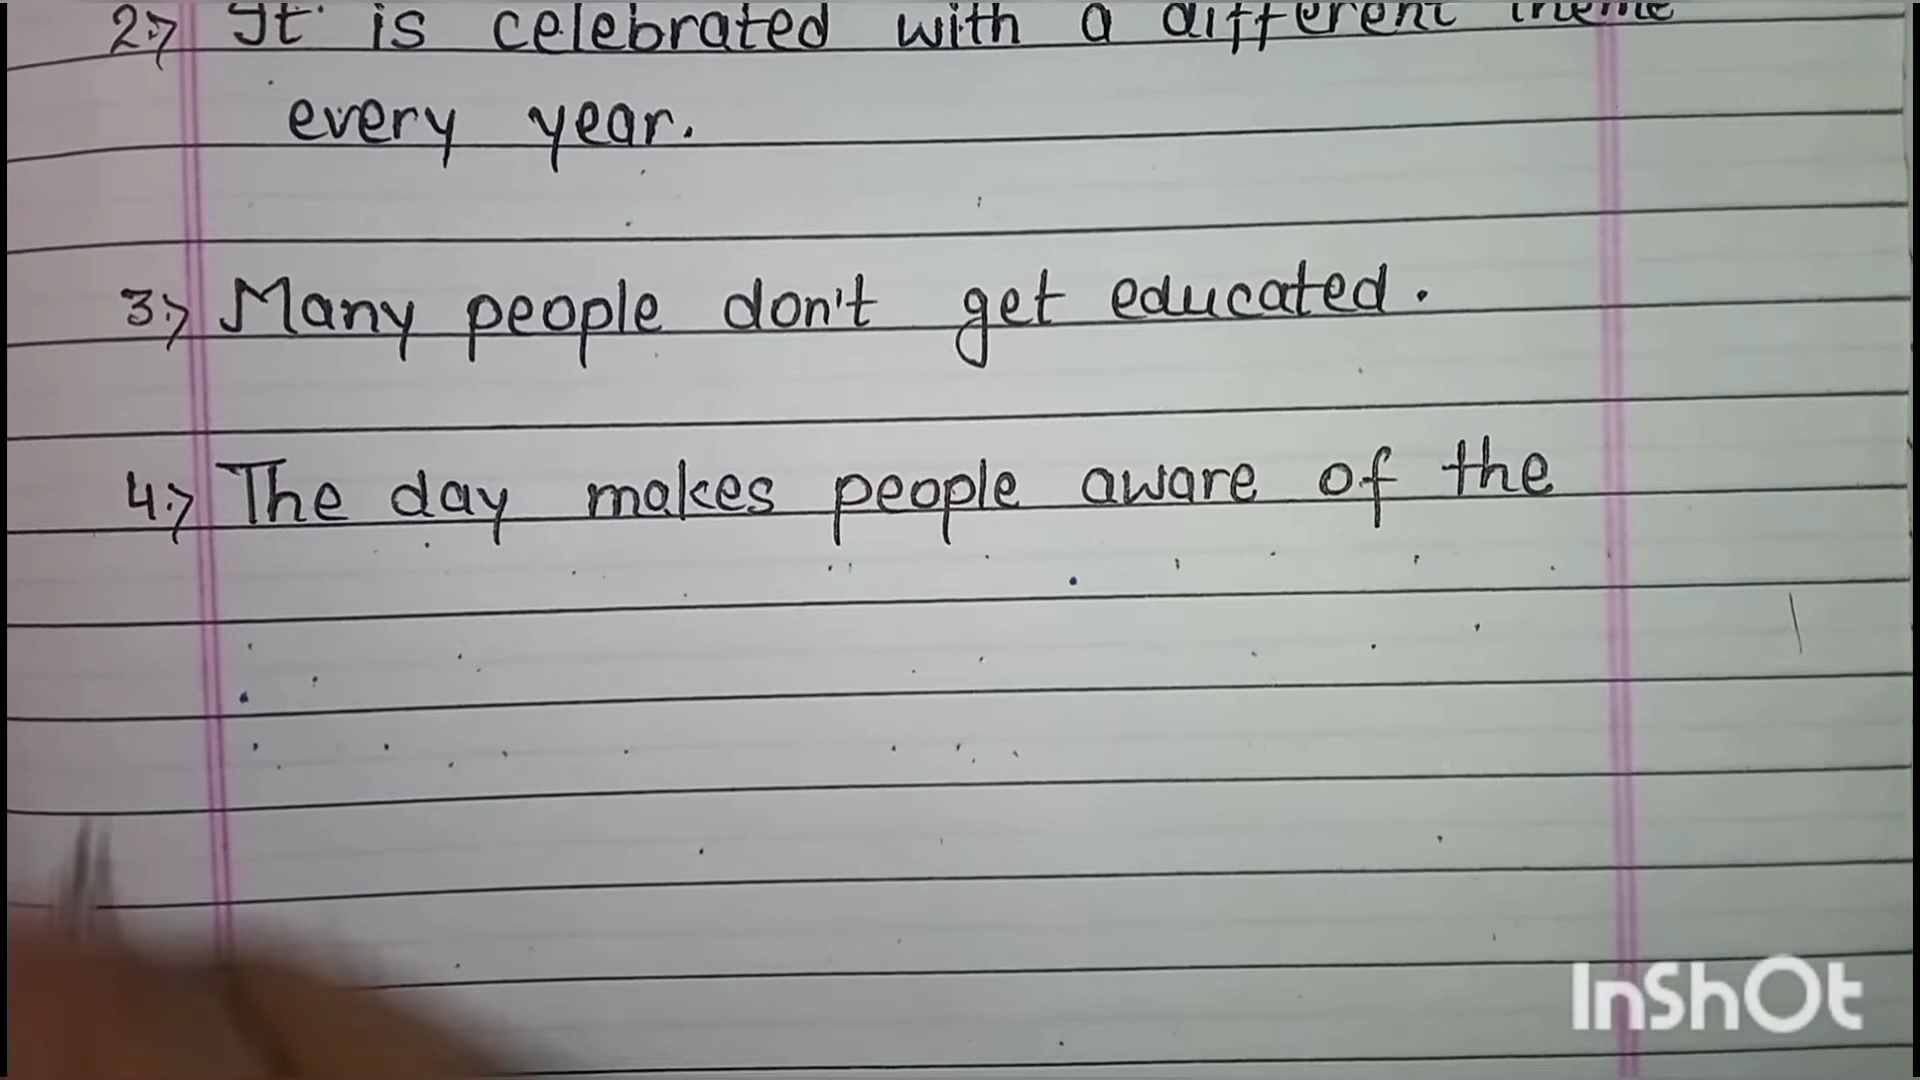 2:> It is celebrated with a different theme
every year.
3:> Many people don't get educated.
4:> The day makes people aware of the
InShOt